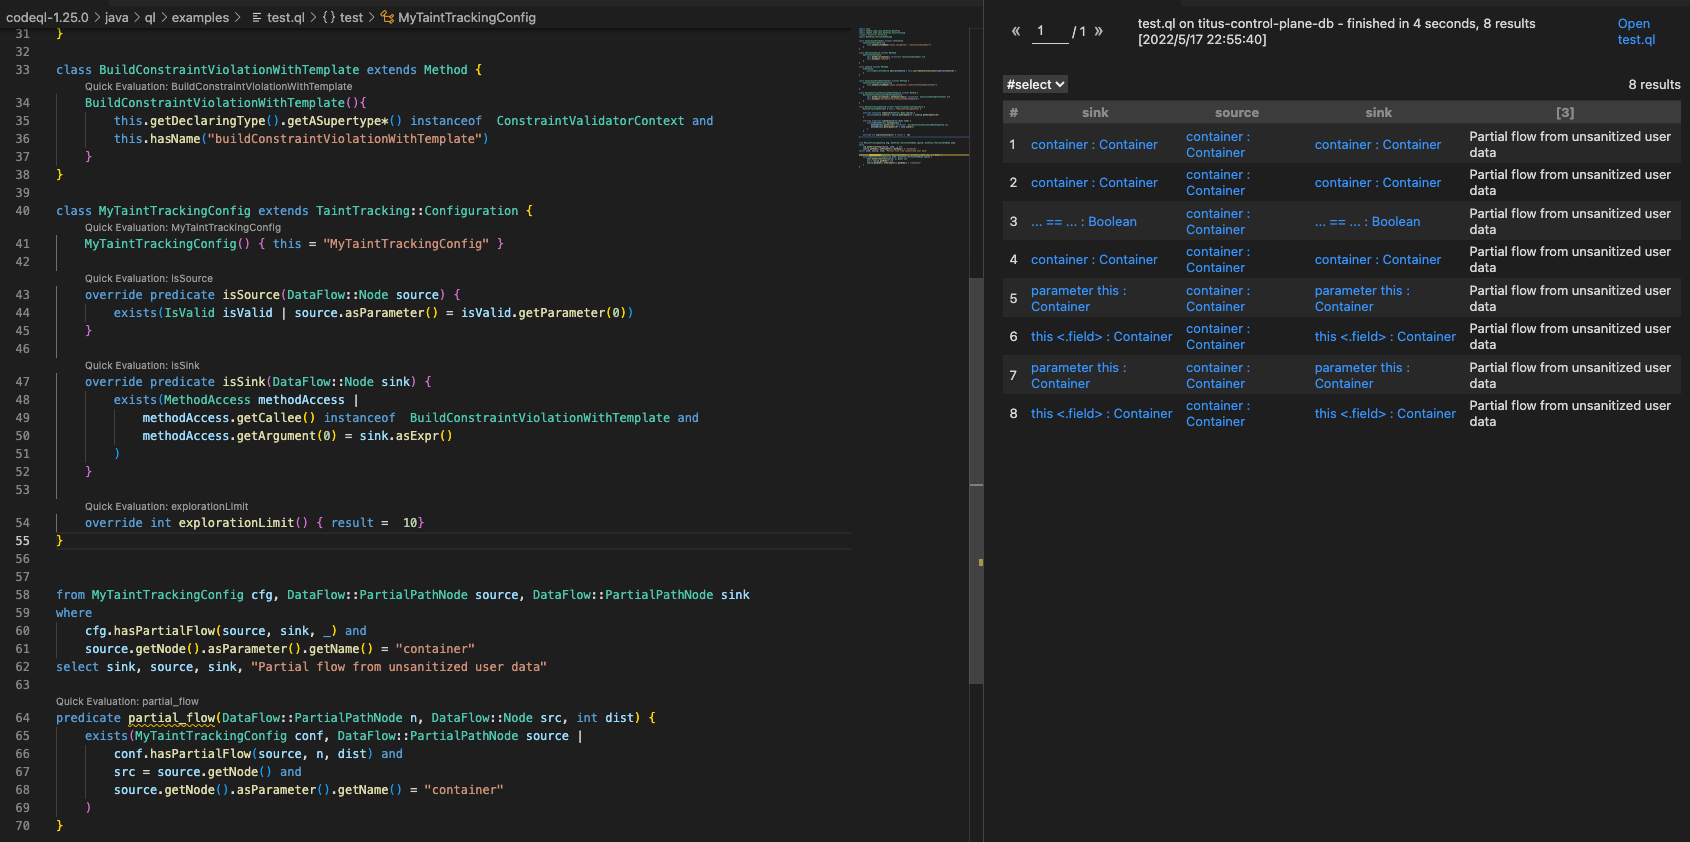 codeql-1.25.0 > java > ql > examples > test.ql > {} test > MyTaintTrackingConfig
31 }
32
33 class BuildConstraintViolationWithTemplate extends Method {
Quick Evaluation: BuildConstraintViolationWithTemplate
34 BuildConstraintViolationWithTemplate(){
35 this.getDeclaringType().getASupertype*() instanceof  ConstraintValidatorContext and
36 this.hasName("buildConstraintViolationWithTemplate")
37 }
38 }
39
40 class MyTaintTrackingConfig extends TaintTracking::Configuration {
Quick Evaluation: MyTaintTrackingConfig
41 MyTaintTrackingConfig() { this = "MyTaintTrackingConfig" }
42
Quick Evaluation: isSource
43 override predicate isSource(DataFlow::Node source) {
44 exists(IsValid isValid | source.asParameter() = isValid.getParameter(0))
45 }
46
Quick Evaluation: isSink
47 override predicate isSink(DataFlow::Node sink) {
48 exists(MethodAccess methodAccess |
49 methodAccess.getCallee() instanceof  BuildConstraintViolationWithTemplate and
50 methodAccess.getArgument(0) = sink.asExpr()
51 )
52 }
53
Quick Evaluation: explorationLimit
54 override int explorationLimit() { result =  10}
55 }
56
57
58 from MyTaintTrackingConfig cfg, DataFlow::PartialPathNode source, DataFlow::PartialPathNode sink
59 where
60 cfg.hasPartialFlow(source, sink, _) and
61 source.getNode().asParameter().getName() = "container"
62 select sink, source, sink, "Partial flow from unsanitized user data"
63
Quick Evaluation: partial_flow
64 predicate partial_flow(DataFlow::PartialPathNode n, DataFlow::Node src, int dist) {
65 exists(MyTaintTrackingConfig conf, DataFlow::PartialPathNode source |
66 conf.hasPartialFlow(source, n, dist) and
67 src = source.getNode() and
68 source.getNode().asParameter().getName() = "container"
69 )
70 }
« 1 / 1 »
test.ql on titus-control-plane-db - finished in 4 seconds, 8 results
[2022/5/17 22:55:40]
Open
test.ql
#select
8 results
# sink source sink [3]
1 container : Container container : Container container : Container Partial flow from unsanitized user data
2 container : Container container : Container container : Container Partial flow from unsanitized user data
3 ... == ... : Boolean container : Container ... == ... : Boolean Partial flow from unsanitized user data
4 container : Container container : Container container : Container Partial flow from unsanitized user data
5 parameter this : Container container : Container parameter this : Container Partial flow from unsanitized user data
6 this <.field> : Container container : Container this <.field> : Container Partial flow from unsanitized user data
7 parameter this : Container container : Container parameter this : Container Partial flow from unsanitized user data
8 this <.field> : Container container : Container this <.field> : Container Partial flow from unsanitized user data